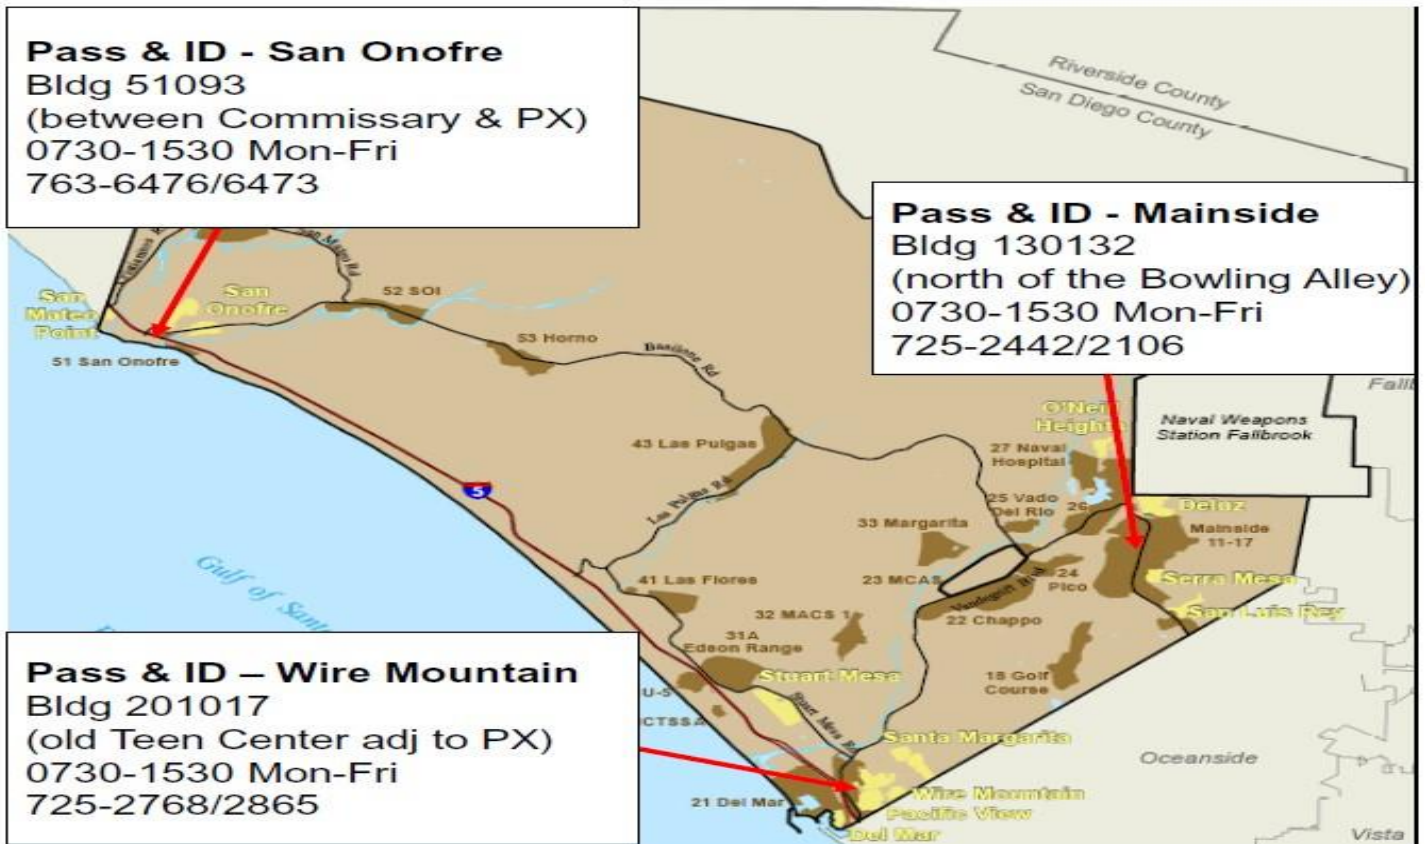 Pass & ID - San Onofre
Bldg 51093
(between Commissary & PX)
0730-1530 Mon-Fri
763-6476/6473
Riverside County
San Diego County
Pass & ID - Mainside
Bldg 130132
(north of the Bowling Alley)
0730-1530 Mon-Fri
725-2442/2106
San Mateo Rd
San
Mateo
Point
San
Onofre
52 SOI
51 San Onofre
53 Horno
Basilone Rd
5
43 Las Pulgas
Las Pulgas Rd
O'Neill
Heights
Naval Weapons
Station Fallbrook
27 Naval
Hospital
25 Vado
Del Rio
26
Deluz
Mainside
11-17
33 Margarita
23 MCAS
24
Pico
Vandegrift Blvd
22 Chappo
Serra Mesa
San Luis Rey
41 Las Flores
32 MACS 1
31A
Edson Range
Stuart Mesa
Stuart Mesa Rd
18 Golf
Course
Gulf of Santa
U-5
CTSSA
Santa Margarita
Oceanside
21 Del Mar
Wire Mountain
Pacific View
Del Mar
Vista
Pass & ID – Wire Mountain
Bldg 201017
(old Teen Center adj to PX)
0730-1530 Mon-Fri
725-2768/2865